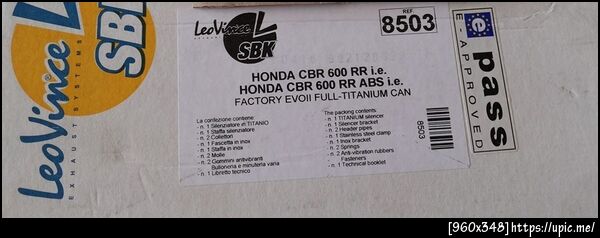 LeoVince
EXHAUST SYSTEMS
SBK
LeoVince
SBK
REF.
8503
HONDA CBR 600 RR i.e.
HONDA CBR 600 RR ABS i.e.
FACTORY EVOII FULL-TITANIUM CAN
La confezione contiene:
- n. 1 Silenziatore in TITANIO
- n. 1 Staffa silenziatore
- n. 2 Collettori
- n. 1 Fascetta in inox
- n. 1 Staffa in inox
- n. 2 Molle
- n. 2 Gommini antivibranti
Bulloneria e minuteria varia
- n. 1 Libretto tecnico
The packing contents:
- n. 1 TITANIUM silencer
- n. 1 Silencer bracket
- n. 2 Header pipes
- n. 1 Stainless steel clamp
- n. 1 Inox bracket
- n. 2 Springs
- n. 2 Anti-vibration rubbers
Fasteners
- n. 1 Technical booklet
8503
e
pass
E-APPROVED
[960x348]https://upic.me/